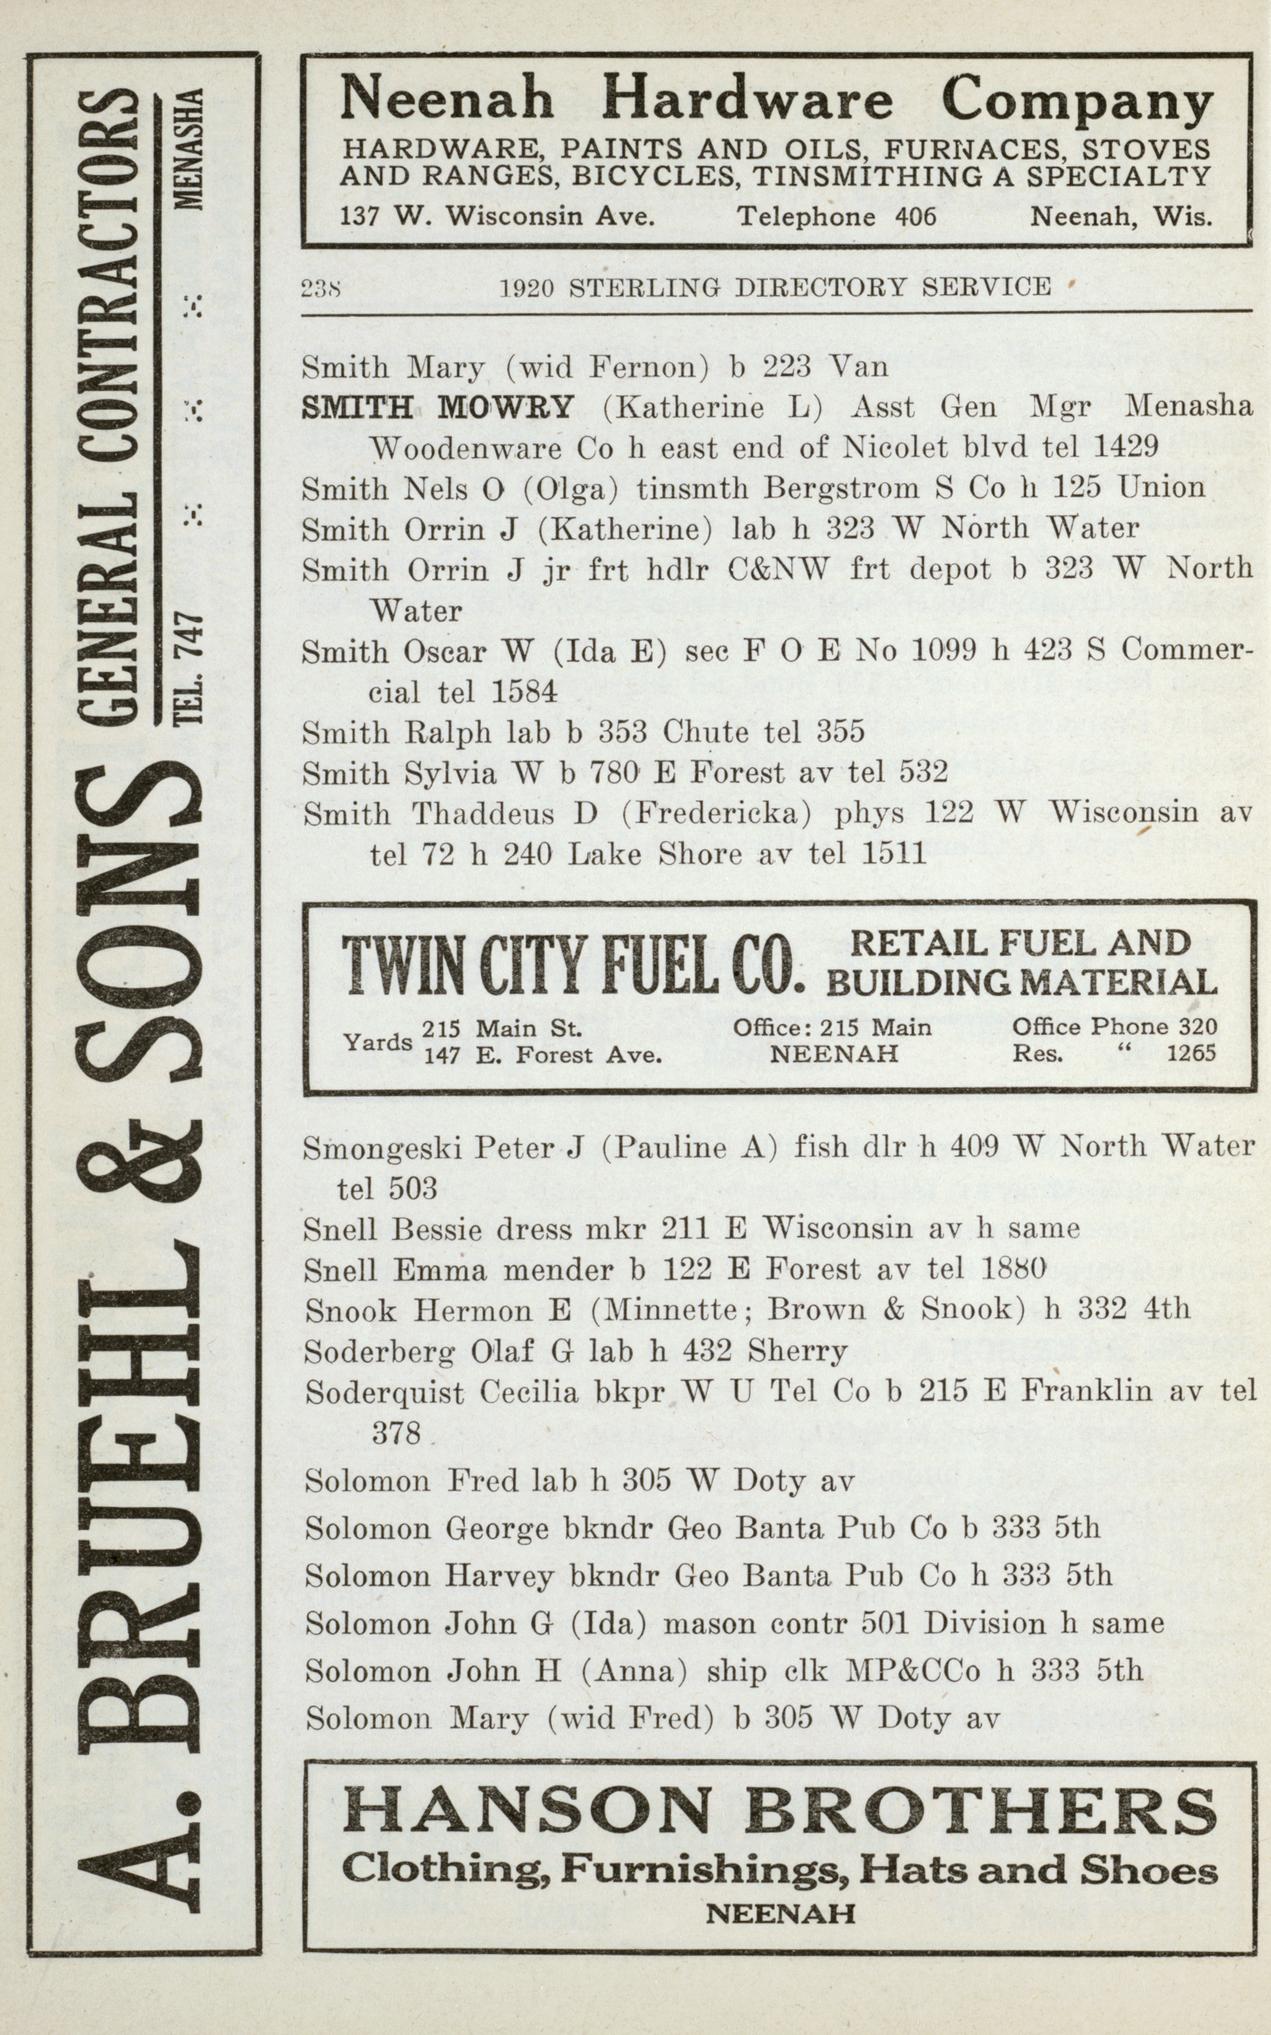 A. BRUEHL & SONS GENERAL CONTRACTORS
TEL. 747 MENASHA
Neenah Hardware Company
HARDWARE, PAINTS AND OILS, FURNACES, STOVES
AND RANGES, BICYCLES, TINSMITHING A SPECIALTY
137 W. Wisconsin Ave. Telephone 406 Neenah, Wis.
238 1920 STERLING DIRECTORY SERVICE
Smith Mary (wid Fernon) b 223 Van
SMITH MOWRY (Katherine L) Asst Gen Mgr Menasha
Woodenware Co h east end of Nicolet blvd tel 1429
Smith Nels O (Olga) tinsmth Bergstrom S Co h 125 Union
Smith Orrin J (Katherine) lab h 323 W North Water
Smith Orrin J jr frt hdlr C&NW frt depot b 323 W North
Water
Smith Oscar W (Ida E) sec F O E No 1099 h 423 S Commer-
cial tel 1584
Smith Ralph lab b 353 Chute tel 355
Smith Sylvia W b 780 E Forest av tel 532
Smith Thaddeus D (Fredericka) phys 122 W Wisconsin av
tel 72 h 240 Lake Shore av tel 1511
TWIN CITY FUEL CO. RETAIL FUEL AND
BUILDING MATERIAL
Yards 215 Main St. Office: 215 Main Office Phone 320
147 E. Forest Ave. NEENAH Res. " 1265
Smongeski Peter J (Pauline A) fish dlr h 409 W North Water
tel 503
Snell Bessie dress mkr 211 E Wisconsin av h same
Snell Emma mender b 122 E Forest av tel 1880
Snook Hermon E (Minnette; Brown & Snook) h 332 4th
Soderberg Olaf G lab h 432 Sherry
Soderquist Cecilia bkpr W U Tel Co b 215 E Franklin av tel
378
Solomon Fred lab h 305 W Doty av
Solomon George bkndr Geo Banta Pub Co b 333 5th
Solomon Harvey bkndr Geo Banta Pub Co h 333 5th
Solomon John G (Ida) mason contr 501 Division h same
Solomon John H (Anna) ship clk MP&CCo h 333 5th
Solomon Mary (wid Fred) b 305 W Doty av
HANSON BROTHERS
Clothing, Furnishings, Hats and Shoes
NEENAH